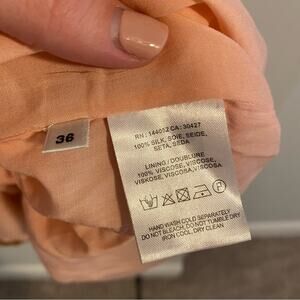 36
RN: 144052 CA: 30427
100% SILK, SOIE, SEIDE,
SETA, SEDA
LINING / DOUBLURE
100% VISCOSE, VISCOSE,
VISKOSE, VISCOSA, VISCOSA
HAND WASH COLD SEPARATELY
DO NOT BLEACH, DO NOT TUMBLE DRY
IRON COOL, DRY CLEAN